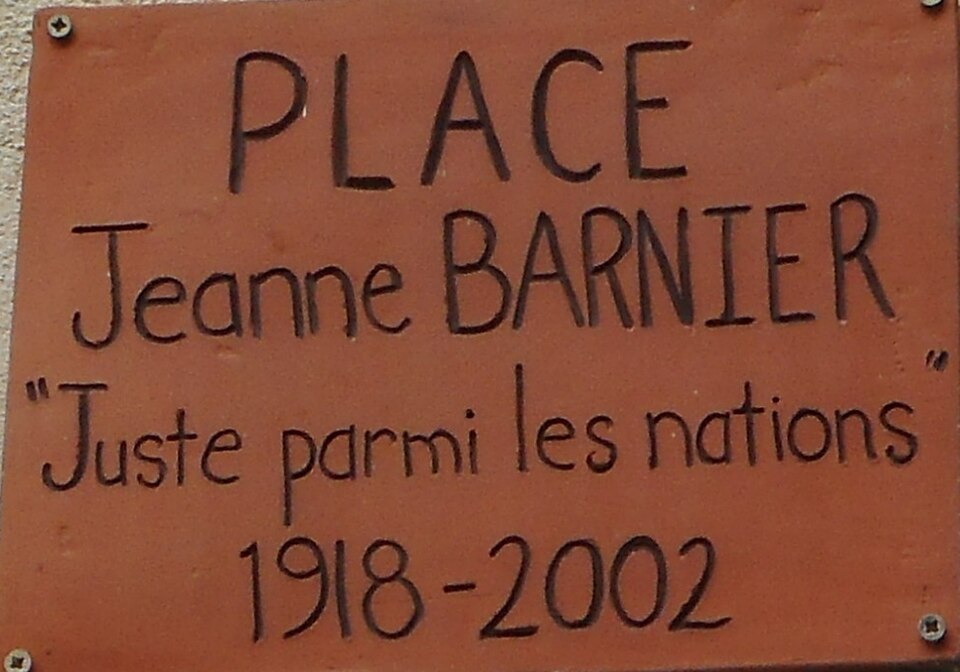 PLACE
Jeanne BARNIER
"Juste parmi les nations"
1918-2002